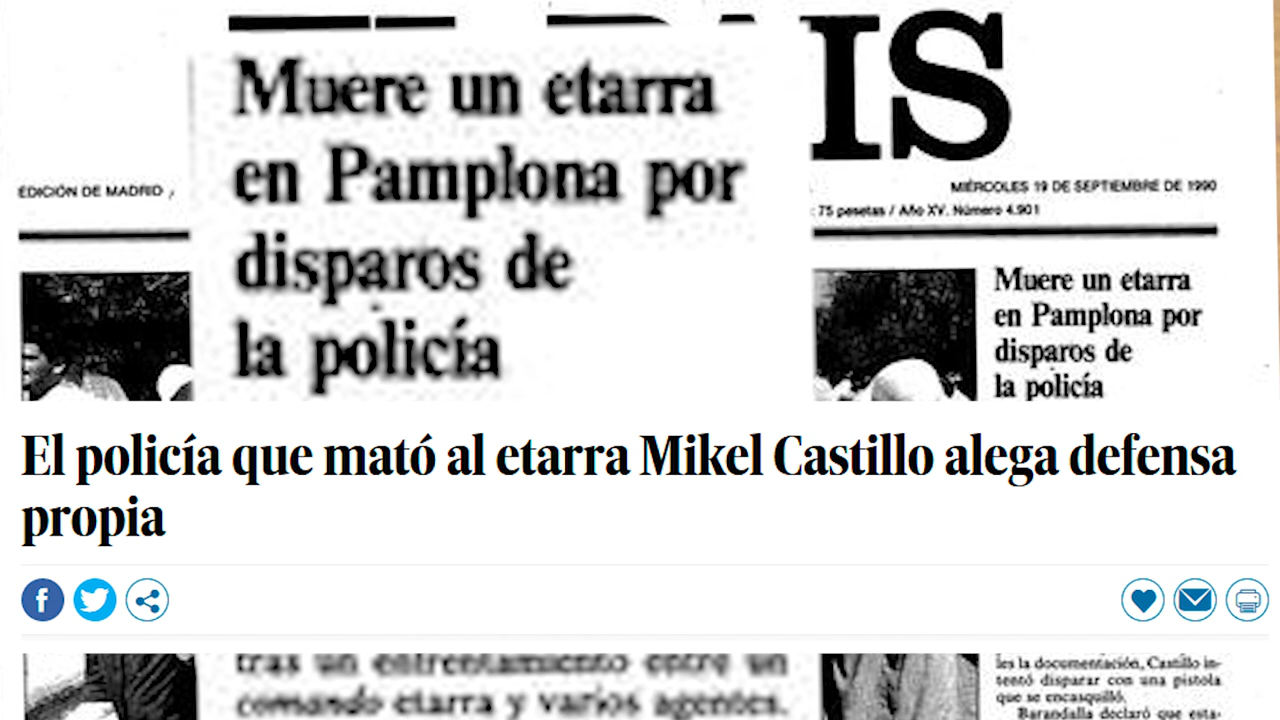 IS
EDICIÓN DE MADRID
MIÉRCOLES 19 DE SEPTIEMBRE DE 1990
75 pesetas / Año XV. Número 4.901
Muere un etarra
en Pamplona por
disparos de
la policía
Muere un etarra
en Pamplona por
disparos de
la policía
El policía que mató al etarra Mikel Castillo alega defensa
propia
f
tras un enfrentamiento entre un
comando etarra y varios agentes.
les la documentación, Castillo in-
tentó disparar con una pistola
que se encasquilló.
Barandalla declaró que esta-